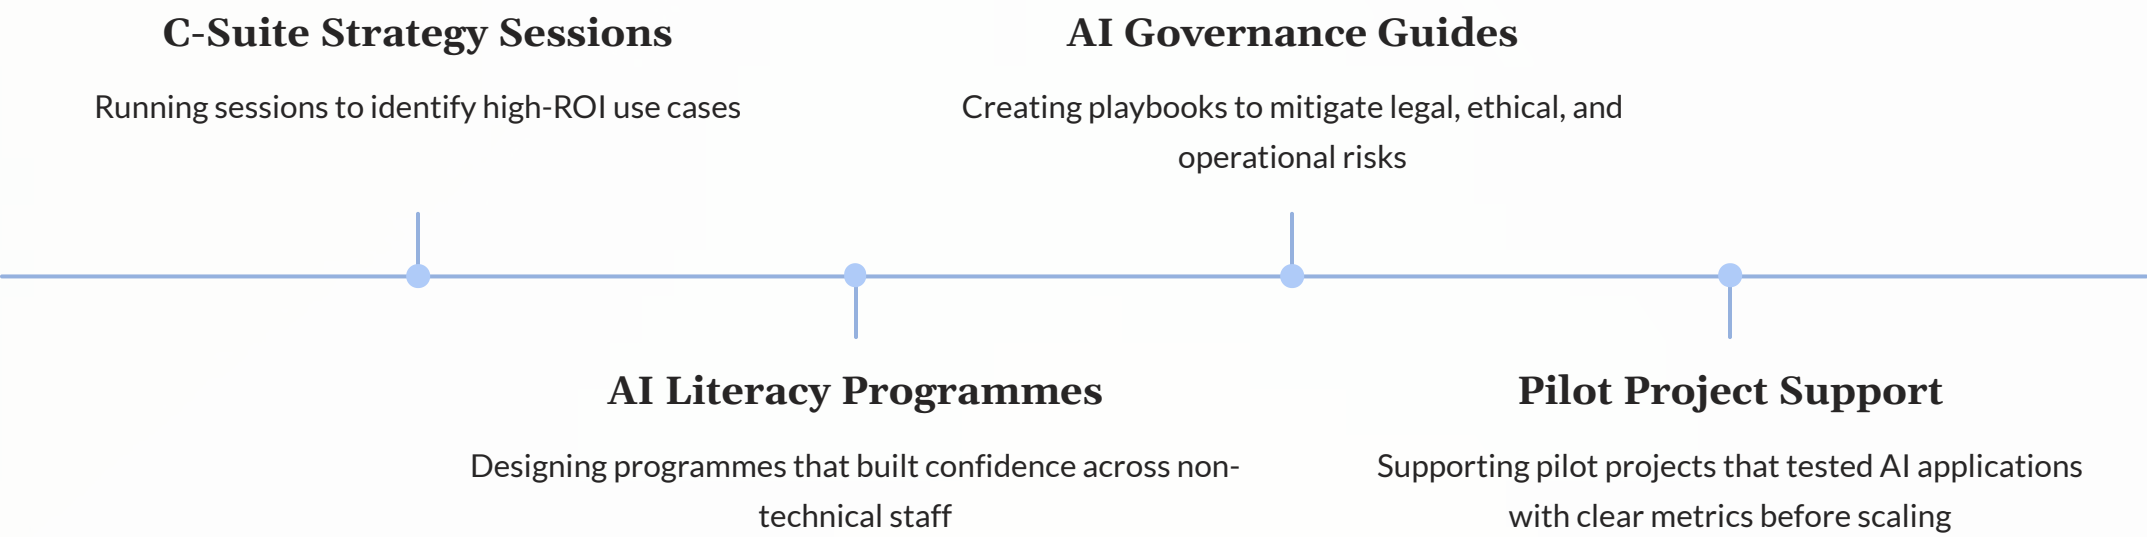 C-Suite Strategy Sessions
Running sessions to identify high-ROI use cases
AI Literacy Programmes
Designing programmes that built confidence across non-
technical staff
AI Governance Guides
Creating playbooks to mitigate legal, ethical, and
operational risks
Pilot Project Support
Supporting pilot projects that tested AI applications
with clear metrics before scaling